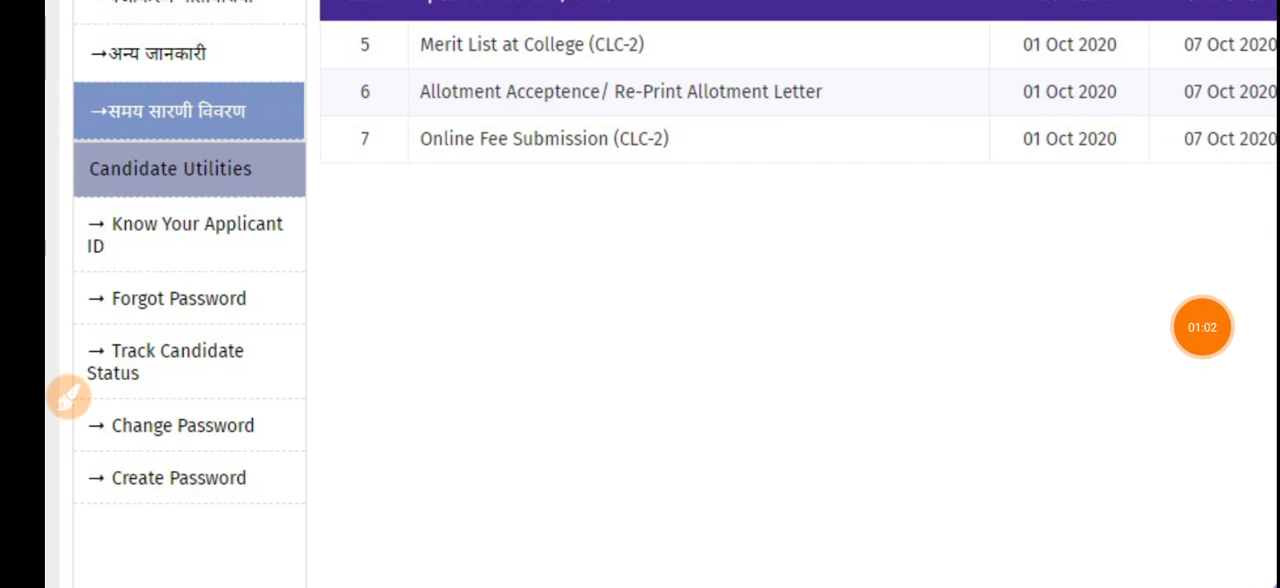 →अन्य जानकारी
5 Merit List at College (CLC-2) 01 Oct 2020 07 Oct 2020
→समय सारणी विवरण
6 Allotment Acceptence/ Re-Print Allotment Letter 01 Oct 2020 07 Oct 2020
7 Online Fee Submission (CLC-2) 01 Oct 2020 07 Oct 2020
Candidate Utilities
→ Know Your Applicant
ID
→ Forgot Password
→ Track Candidate
Status
→ Change Password
→ Create Password
01:02